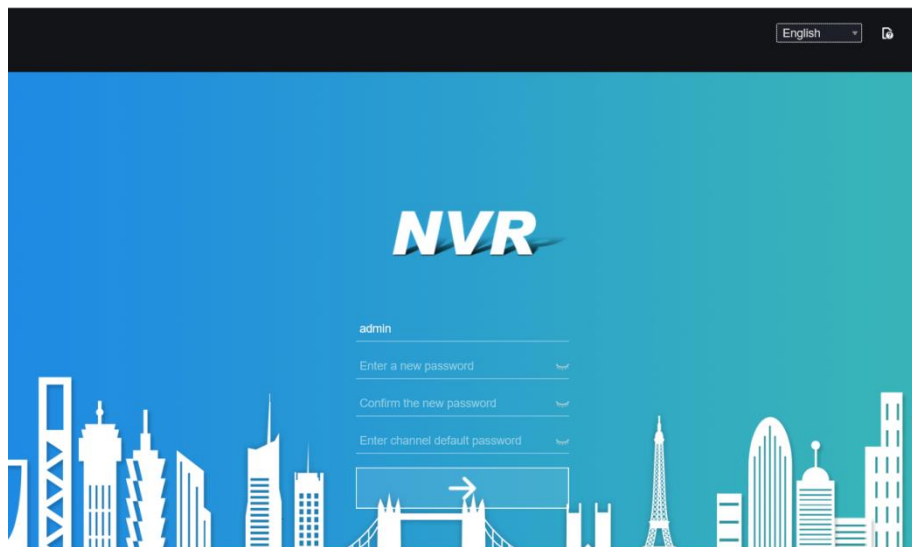 English
NVR
admin
Enter a new password
Confirm the new password
Enter channel default password